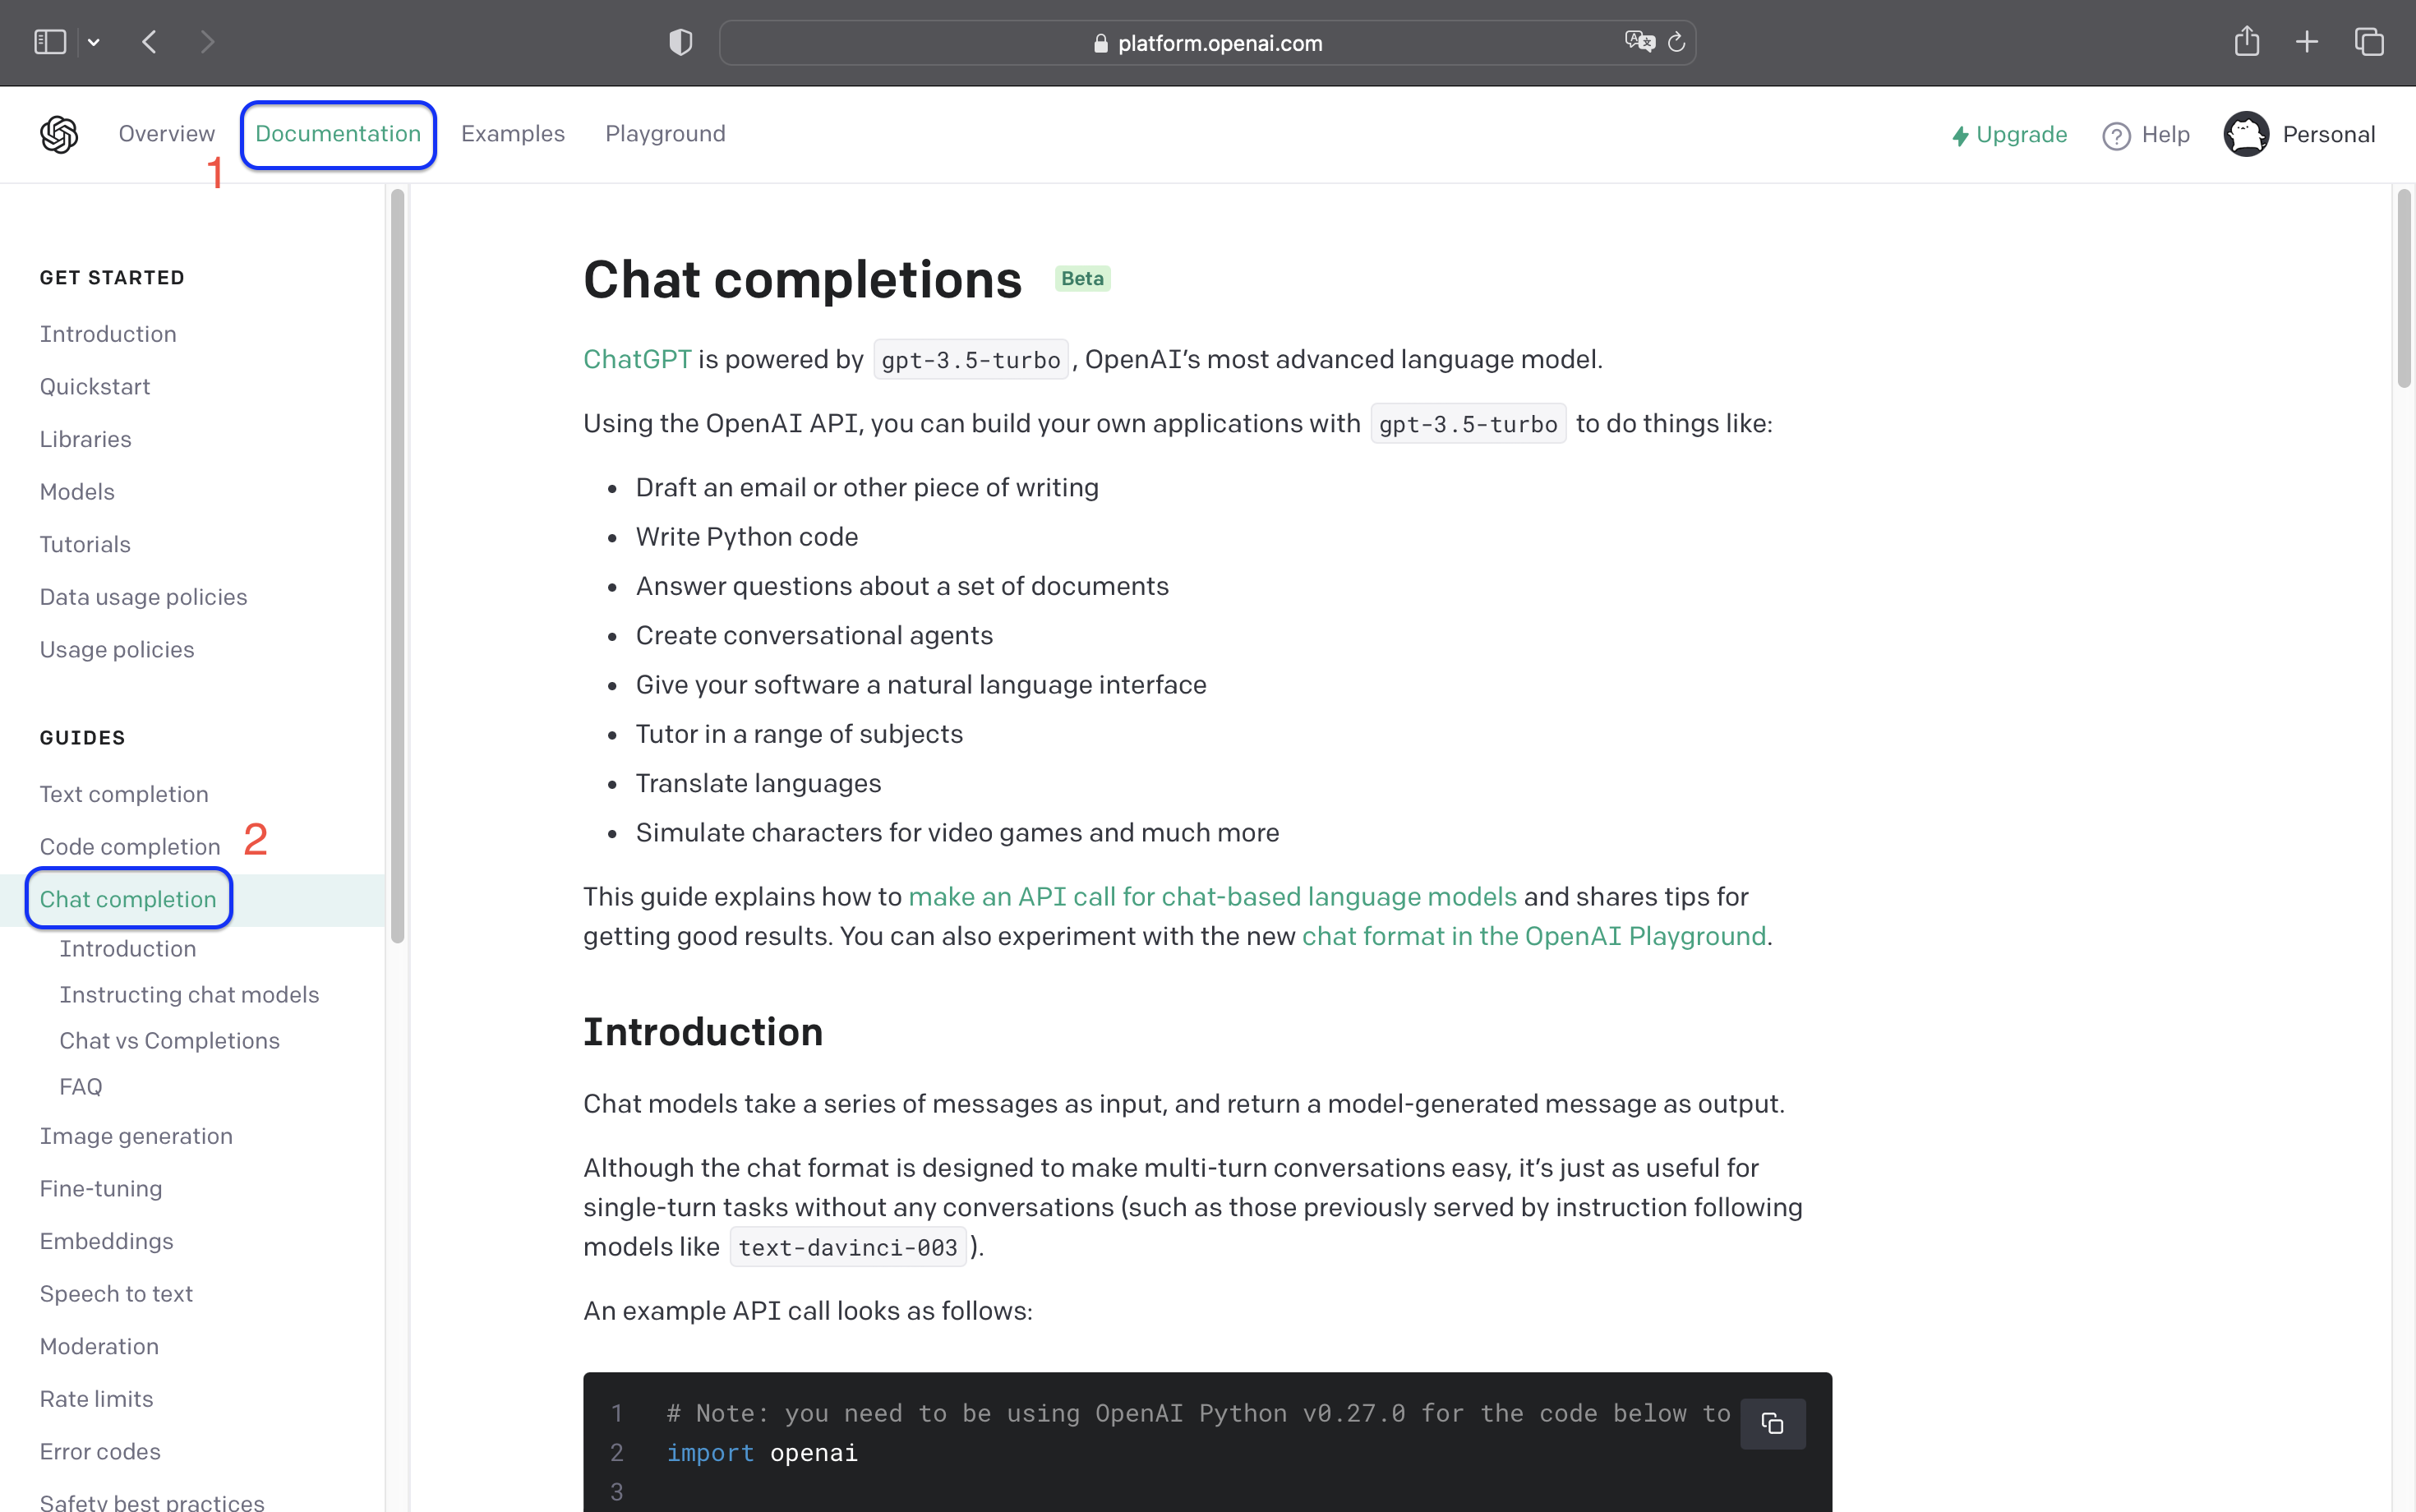 platform.openai.com
Overview
Documentation
Examples
Playground
Upgrade
Help
Personal
1
GET STARTED
Introduction
Quickstart
Libraries
Models
Tutorials
Data usage policies
Usage policies
GUIDES
Text completion
Code completion
2
Chat completion
Introduction
Instructing chat models
Chat vs Completions
FAQ
Image generation
Fine-tuning
Embeddings
Speech to text
Moderation
Rate limits
Error codes
Safety best practices
Chat completions Beta
ChatGPT is powered by gpt-3.5-turbo, OpenAI’s most advanced language model.
Using the OpenAI API, you can build your own applications with gpt-3.5-turbo to do things like:
• Draft an email or other piece of writing
• Write Python code
• Answer questions about a set of documents
• Create conversational agents
• Give your software a natural language interface
• Tutor in a range of subjects
• Translate languages
• Simulate characters for video games and much more
This guide explains how to make an API call for chat-based language models and shares tips for
getting good results. You can also experiment with the new chat format in the OpenAI Playground.
Introduction
Chat models take a series of messages as input, and return a model-generated message as output.
Although the chat format is designed to make multi-turn conversations easy, it’s just as useful for
single-turn tasks without any conversations (such as those previously served by instruction following
models like text-davinci-003).
An example API call looks as follows:
1 # Note: you need to be using OpenAI Python v0.27.0 for the code below to
2 import openai
3